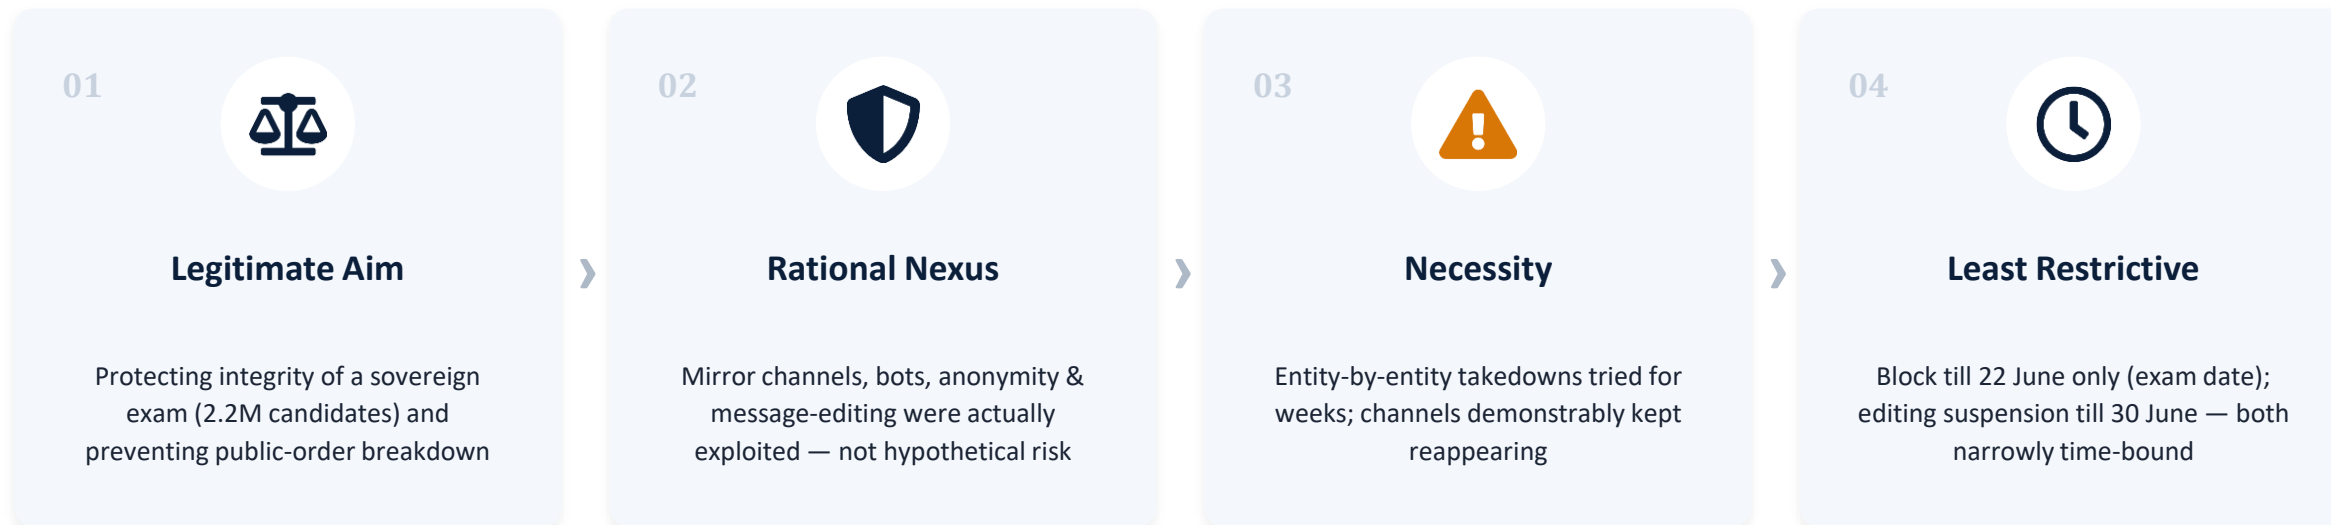 01
Legitimate Aim
Protecting integrity of a sovereign
exam (2.2M candidates) and
preventing public-order breakdown
›
02
Rational Nexus
Mirror channels, bots, anonymity &
message-editing were actually
exploited — not hypothetical risk
›
03
Necessity
Entity-by-entity takedowns tried for
weeks; channels demonstrably kept
reappearing
›
04
Least Restrictive
Block till 22 June only (exam date);
editing suspension till 30 June — both
narrowly time-bound